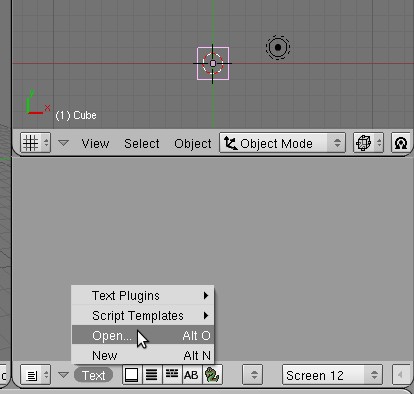 (1) Cube
View Select Object Object Mode
Text Plugins
Script Templates
Open... Alt O
New Alt N
Text AB Screen 12